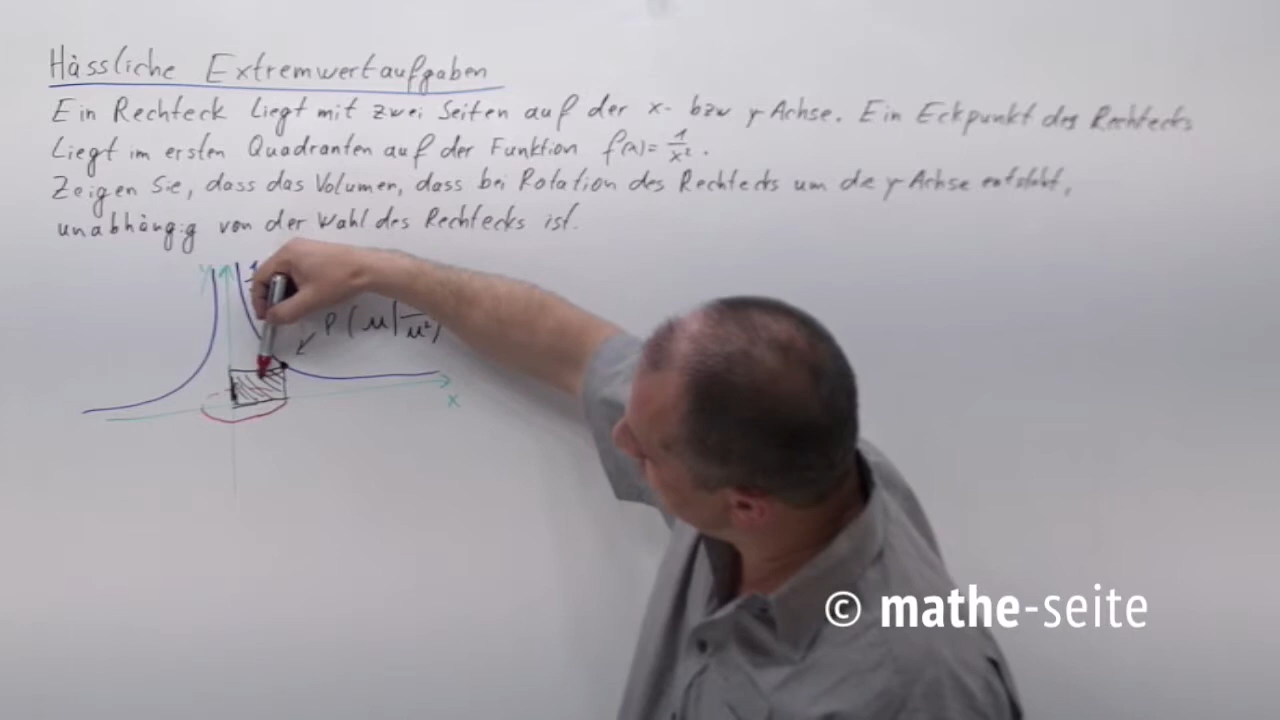 Hässliche Extremwertaufgaben
Ein Rechteck liegt mit zwei Seiten auf der x- bzw y-Achse. Ein Eckpunkt des Rechtecks
liegt im ersten Quadranten auf der Funktion f(x)=1/x².
Zeigen Sie, dass das Volumen, dass bei Rotation des Rechtecks um die y-Achse entsteht,
unabhängig von der Wahl des Rechtecks ist.
y
P(u|1/u²)
x
© mathe-seite